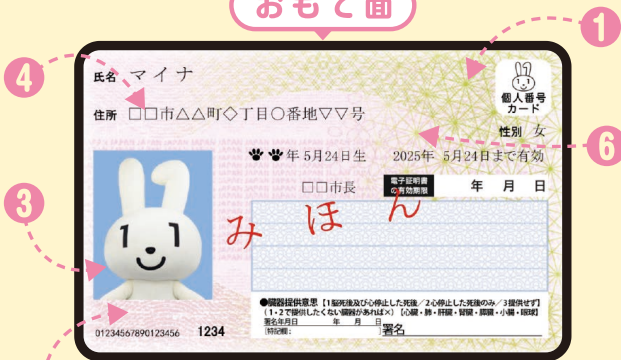 おもて面
1
4
氏名 マイナ
個人番号
カード
住所 □□市△△町◇丁目○番地▽▽号
性別 女
年 5月24日生 2025年 5月24日まで有効
6
□□市長 電子証明書
の有効期限 年 月 日
3
1 1
みほん
●臓器提供意思【1脳死後及び心停止した死後/2心停止した死後のみ/3提供せず】
(1・2で提供したくない臓器があれば×)【心臓・肺・肝臓・腎臓・膵臓・小腸・眼球】
署名年月日 年 月 日
[特記欄: ]署名
01234567890123456 1234